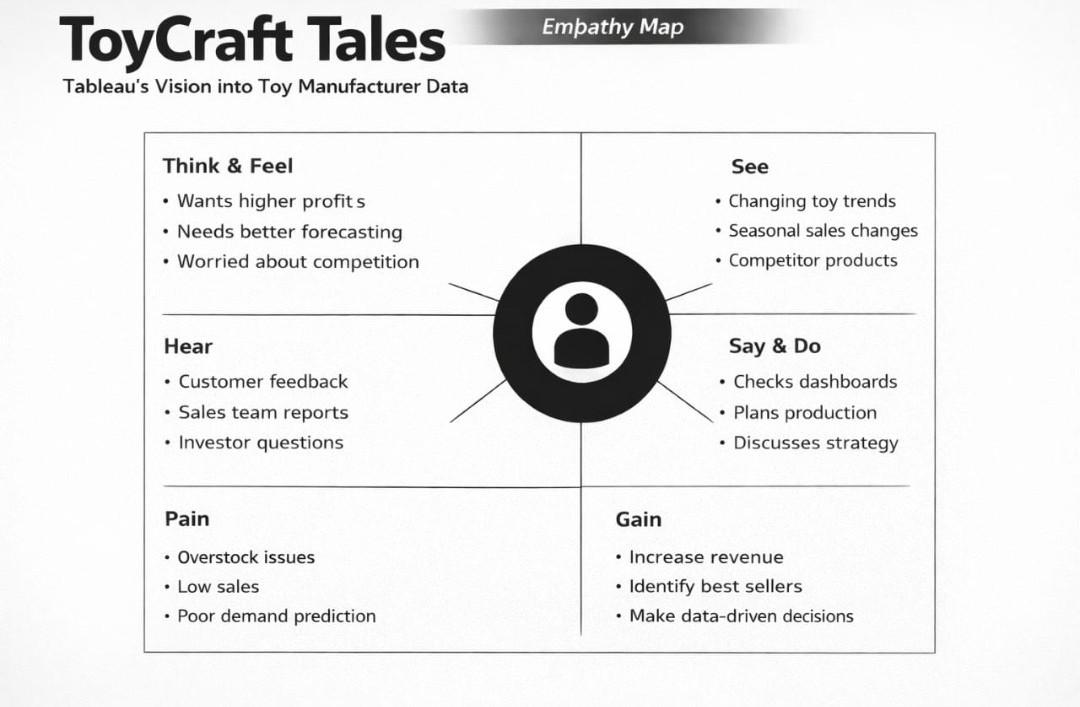 ToyCraft Tales
Empathy Map
Tableau's Vision into Toy Manufacturer Data
Think & Feel
• Wants higher profits
• Needs better forecasting
• Worried about competition
See
• Changing toy trends
• Seasonal sales changes
• Competitor products
Hear
• Customer feedback
• Sales team reports
• Investor questions
Say & Do
• Checks dashboards
• Plans production
• Discusses strategy
Pain
• Overstock issues
• Low sales
• Poor demand prediction
Gain
• Increase revenue
• Identify best sellers
• Make data-driven decisions